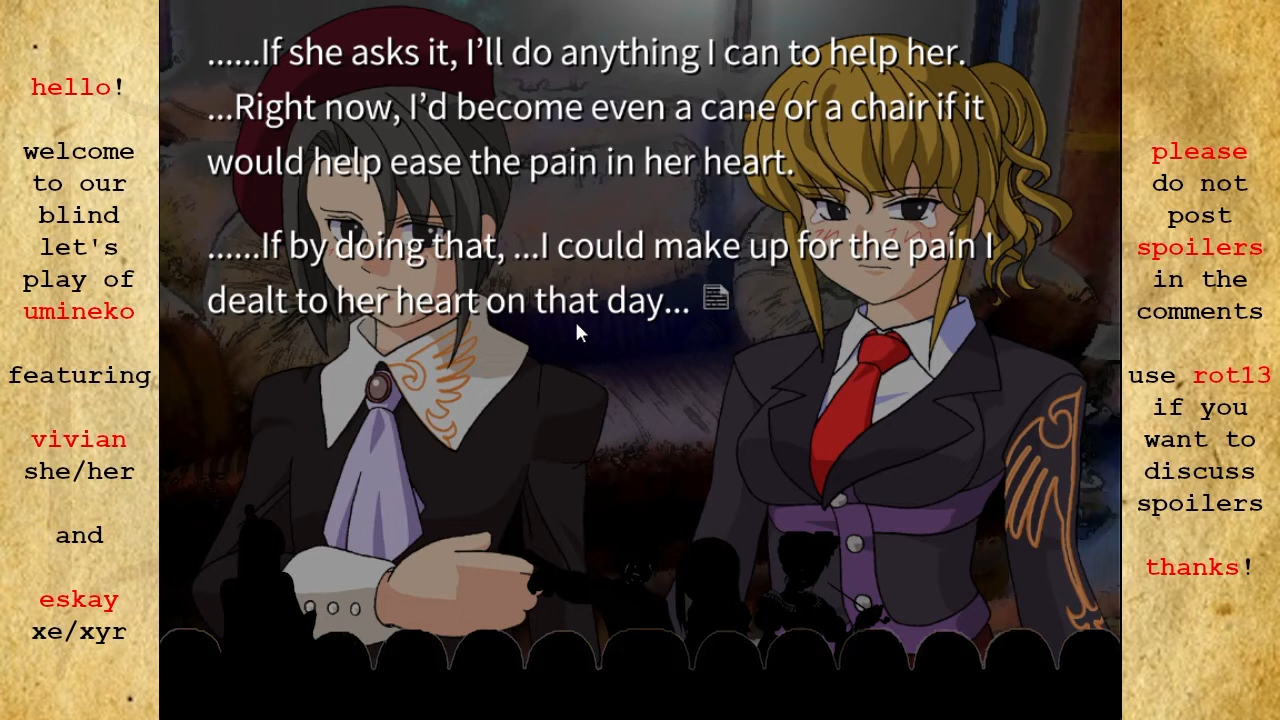 hello!
welcome
to our
blind
let's
play of
umineko
featuring
vivian
she/her
and
eskay
xe/xyr
......If she asks it, I’ll do anything I can to help her.
...Right now, I’d become even a cane or a chair if it
would help ease the pain in her heart.
......If by doing that, ...I could make up for the pain I
dealt to her heart on that day...
please
do not
post
spoilers
in the
comments
use rot13
if you
want to
discuss
spoilers
thanks!